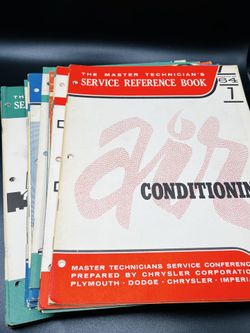 THE MASTER TECHNICIAN'S
SERVICE REFERENCE BOOK
64
1
air
CONDITIONIN
MASTER TECHNICIANS SERVICE CONFERENC
PREPARED BY CHRYSLER CORPORATIO
PLYMOUTH · DODGE · CHRYSLER · IMPERIA